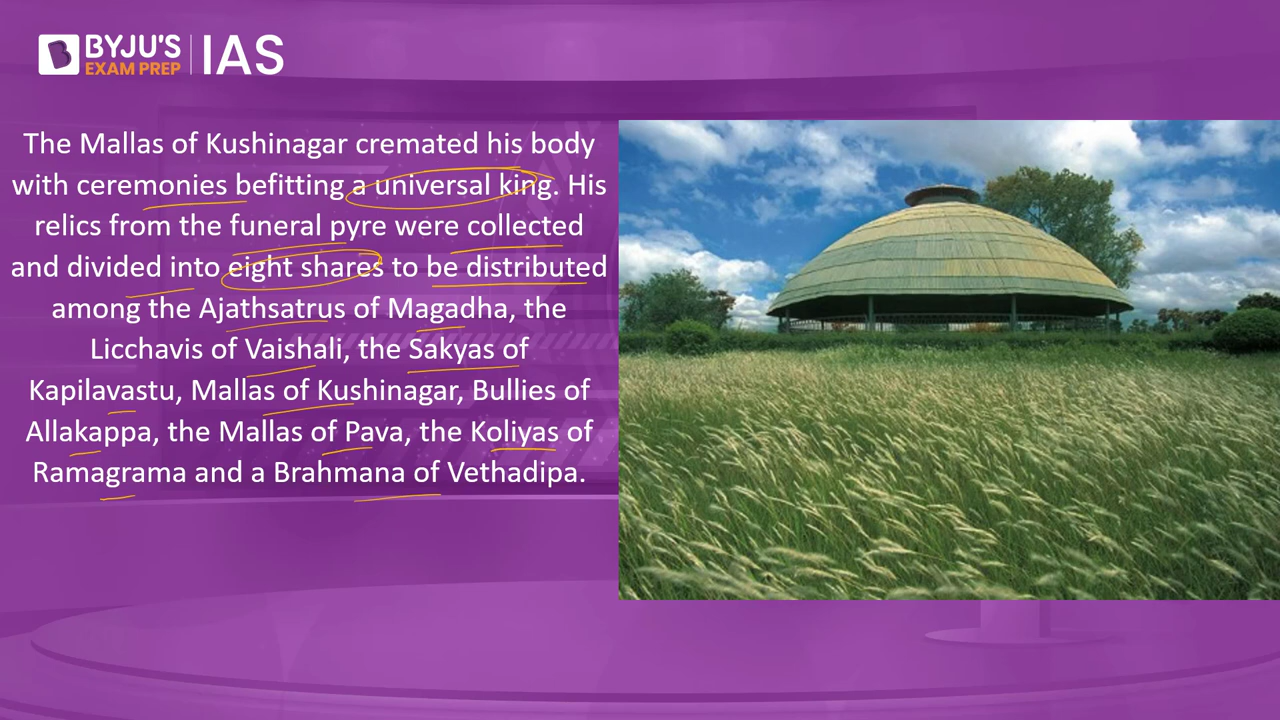 BYJU'S
EXAM PREP
IAS
The Mallas of Kushinagar cremated his body
with ceremonies befitting a universal king. His
relics from the funeral pyre were collected
and divided into eight shares to be distributed
among the Ajathsatrus of Magadha, the
Licchavis of Vaishali, the Sakyas of
Kapilavastu, Mallas of Kushinagar, Bullies of
Allakappa, the Mallas of Pava, the Koliyas of
Ramagrama and a Brahmana of Vethadipa.